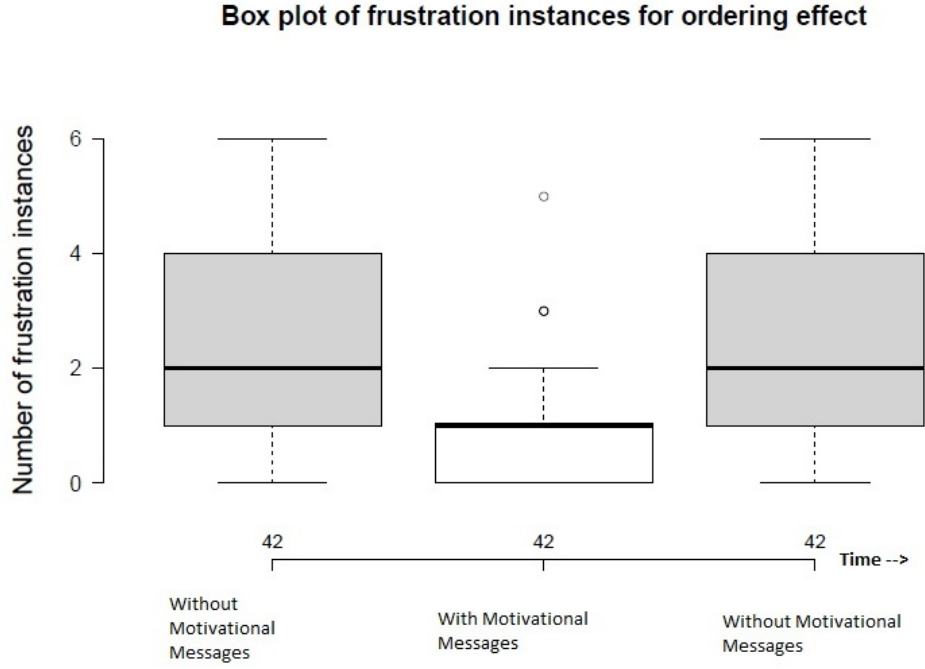 Box plot of frustration instances for ordering effect
Number of frustration instances
6
4
2
0
42
42
42
Time -->
Without
Motivational
Messages
With Motivational
Messages
Without Motivational
Messages